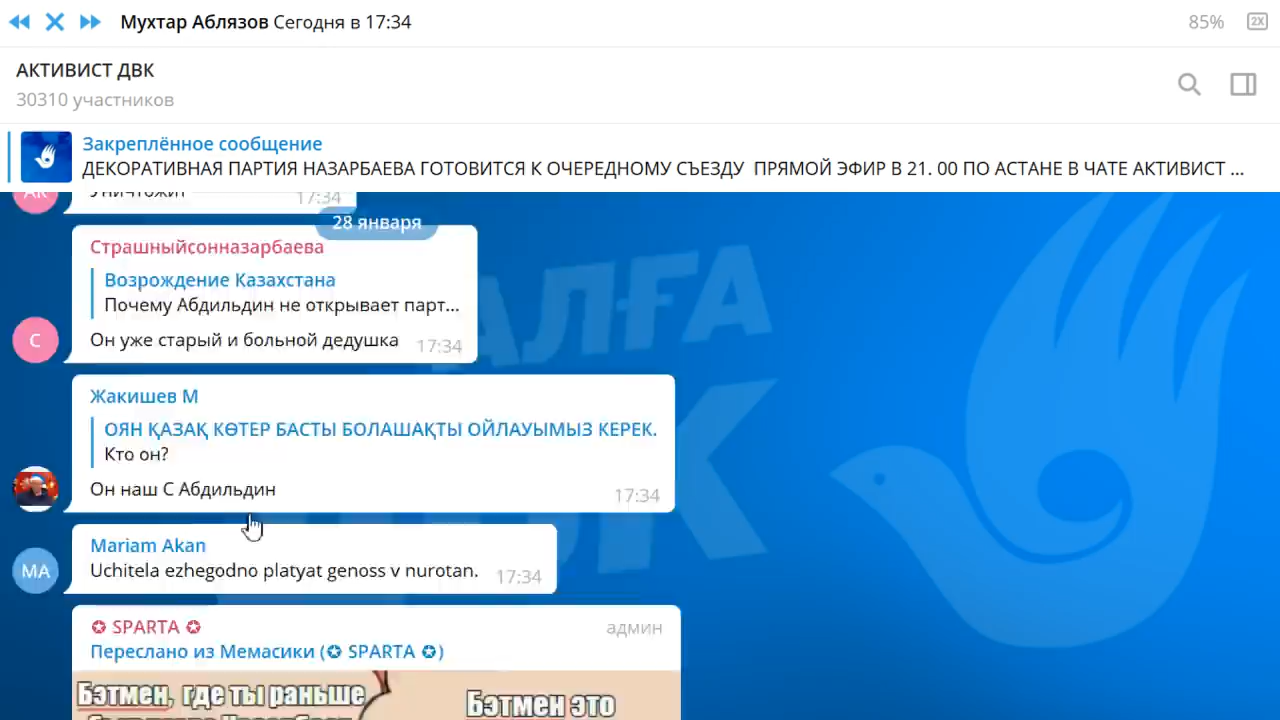 Мухтар Аблязов Сегодня в 17:34
85%
2X
АКТИВИСТ ДВК
30310 участников
Закреплённое сообщение
ДЕКОРАТИВНАЯ ПАРТИЯ НАЗАРБАЕВА ГОТОВИТСЯ К ОЧЕРЕДНОМУ СЪЕЗДУ ПРЯМОЙ ЭФИР В 21. 00 ПО АСТАНЕ В ЧАТЕ АКТИВИСТ ...
АК
Уничтожит
17:34
28 января
Страшныйсонназарбаева
Возрождение Казахстана
Почему Абдильдин не открывает парт...
С
Он уже старый и больной дедушка
17:34
Жакишев М
ОЯН ҚАЗАҚ КӨТЕР БАСТЫ БОЛАШАҚТЫ ОЙЛАУЫМЫЗ КЕРЕК.
Кто он?
Он наш С Абдильдин
17:34
Mariam Akan
MA
Uchitela ezhegodno platyat genoss v nurotan.
17:34
✪ SPARTA ✪
админ
Переслано из Мемасики (✪ SPARTA ✪)
Бэтмен, где ты раньше
Бэтмен это
АЛҒА